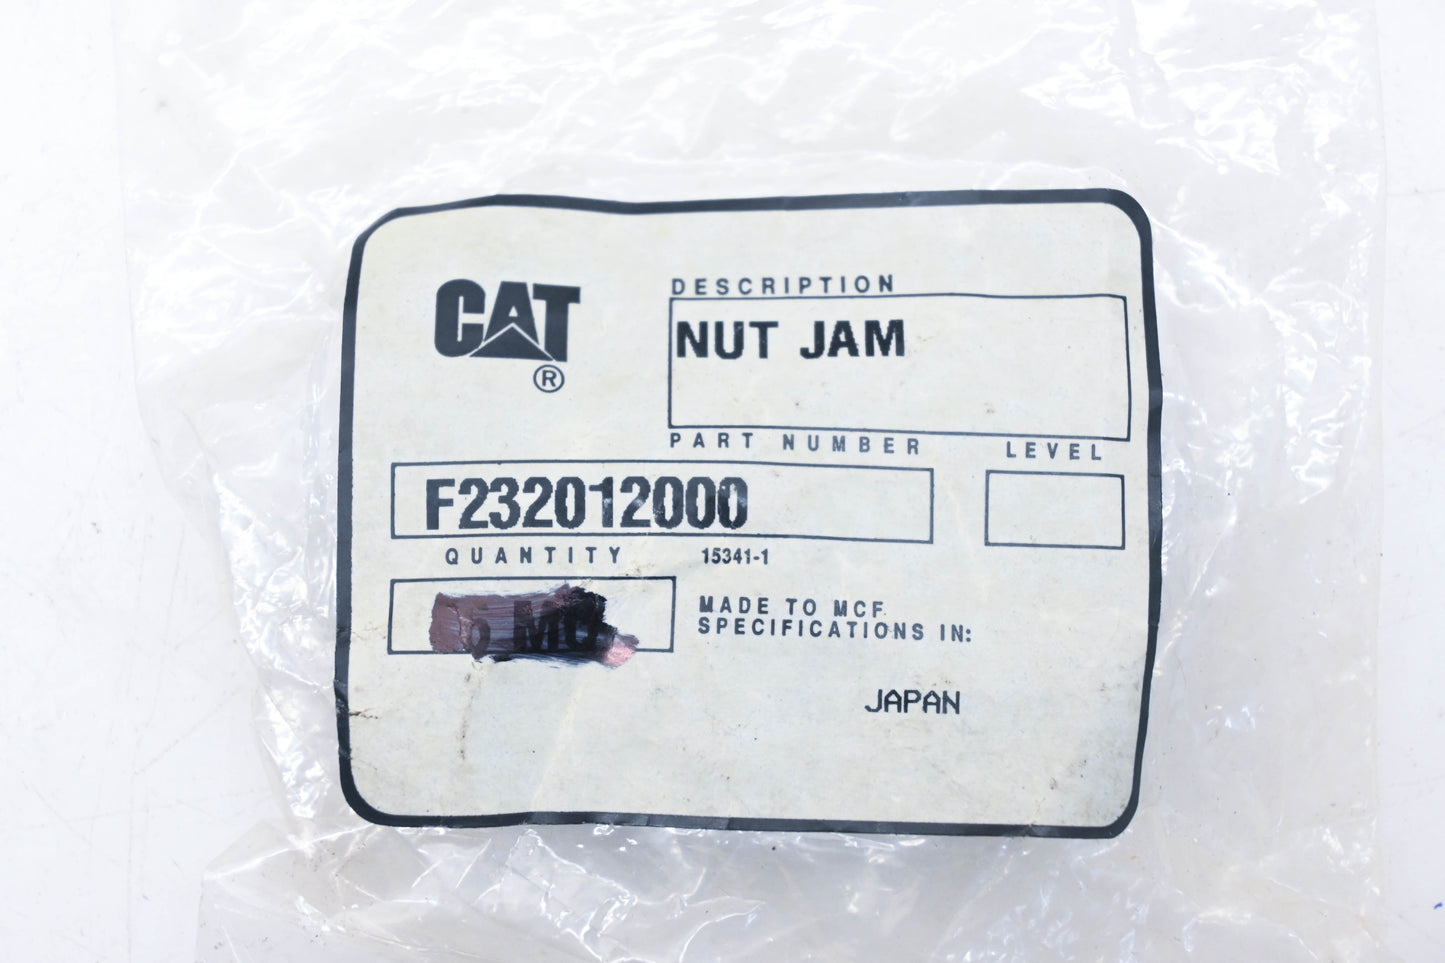 CAT
®
DESCRIPTION
NUT JAM
PART NUMBER LEVEL
F232012000
QUANTITY 15341-1
MADE TO MCF
SPECIFICATIONS IN:
JAPAN